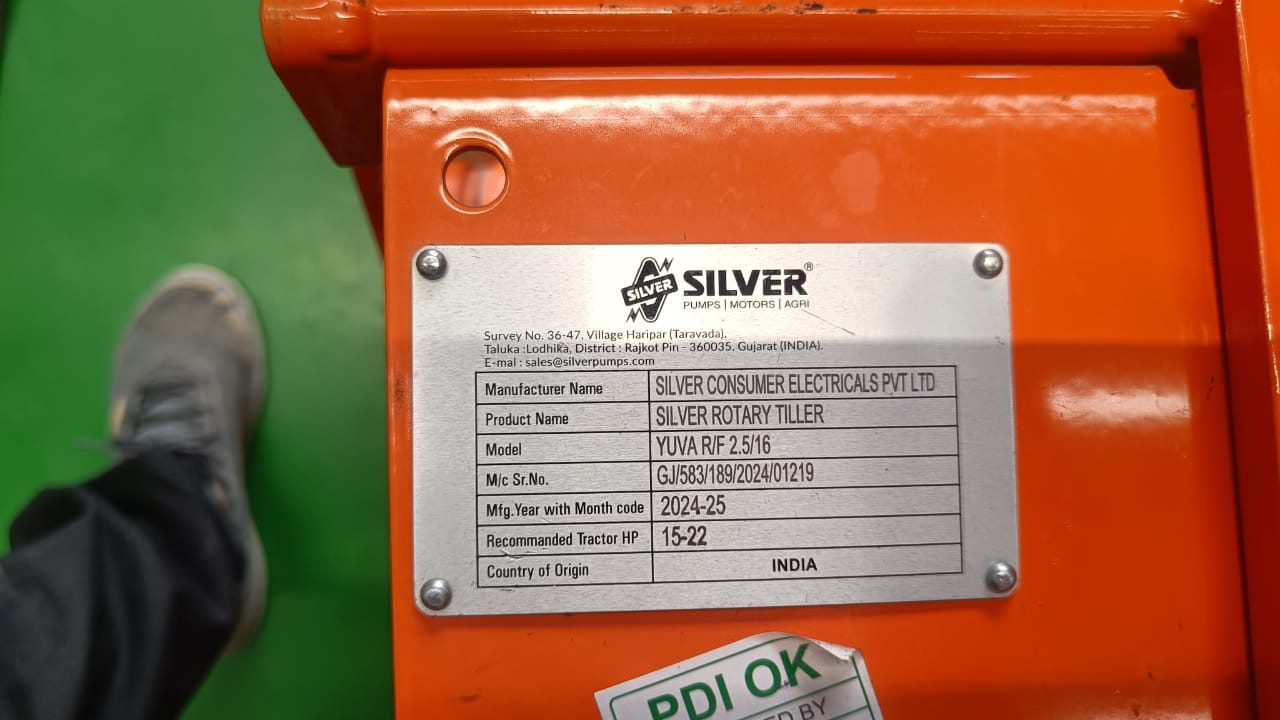 SILVER SILVER®
PUMPS | MOTORS | AGRI
Survey No. 36-47, Village Haripar (Taravada),
Taluka :Lodhika, District : Rajkot Pin - 360035, Gujarat (INDIA).
E-mal : sales@silverpumps.com
Manufacturer Name SILVER CONSUMER ELECTRICALS PVT LTD
Product Name SILVER ROTARY TILLER
Model YUVA R/F 2.5/16
M/c Sr.No. GJ/583/189/2024/01219
Mfg.Year with Month code 2024-25
Recommanded Tractor HP 15-22
Country of Origin INDIA
PDI OK
BY